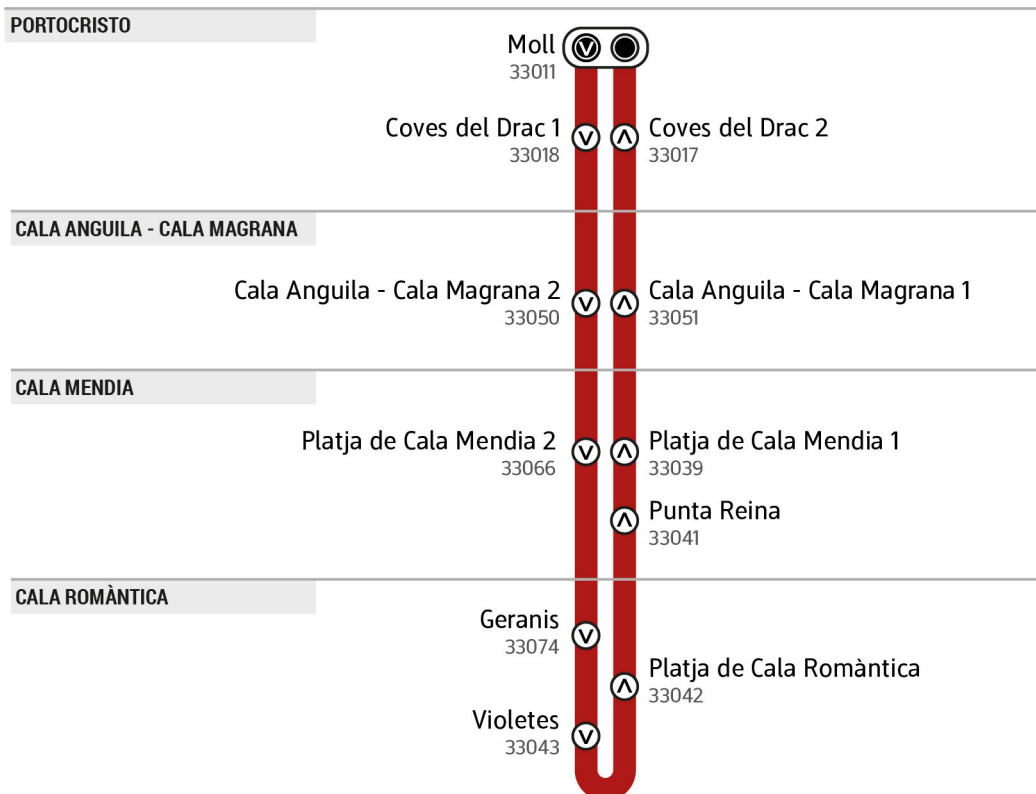 PORTOCRISTO
Moll
33011
Coves del Drac 1
33018
Coves del Drac 2
33017
CALA ANGUILA - CALA MAGRANA
Cala Anguila - Cala Magrana 2
33050
Cala Anguila - Cala Magrana 1
33051
CALA MENDIA
Platja de Cala Mendia 2
33066
Platja de Cala Mendia 1
33039
Punta Reina
33041
CALA ROMÀNTICA
Geranis
33074
Platja de Cala Romàntica
33042
Violetes
33043